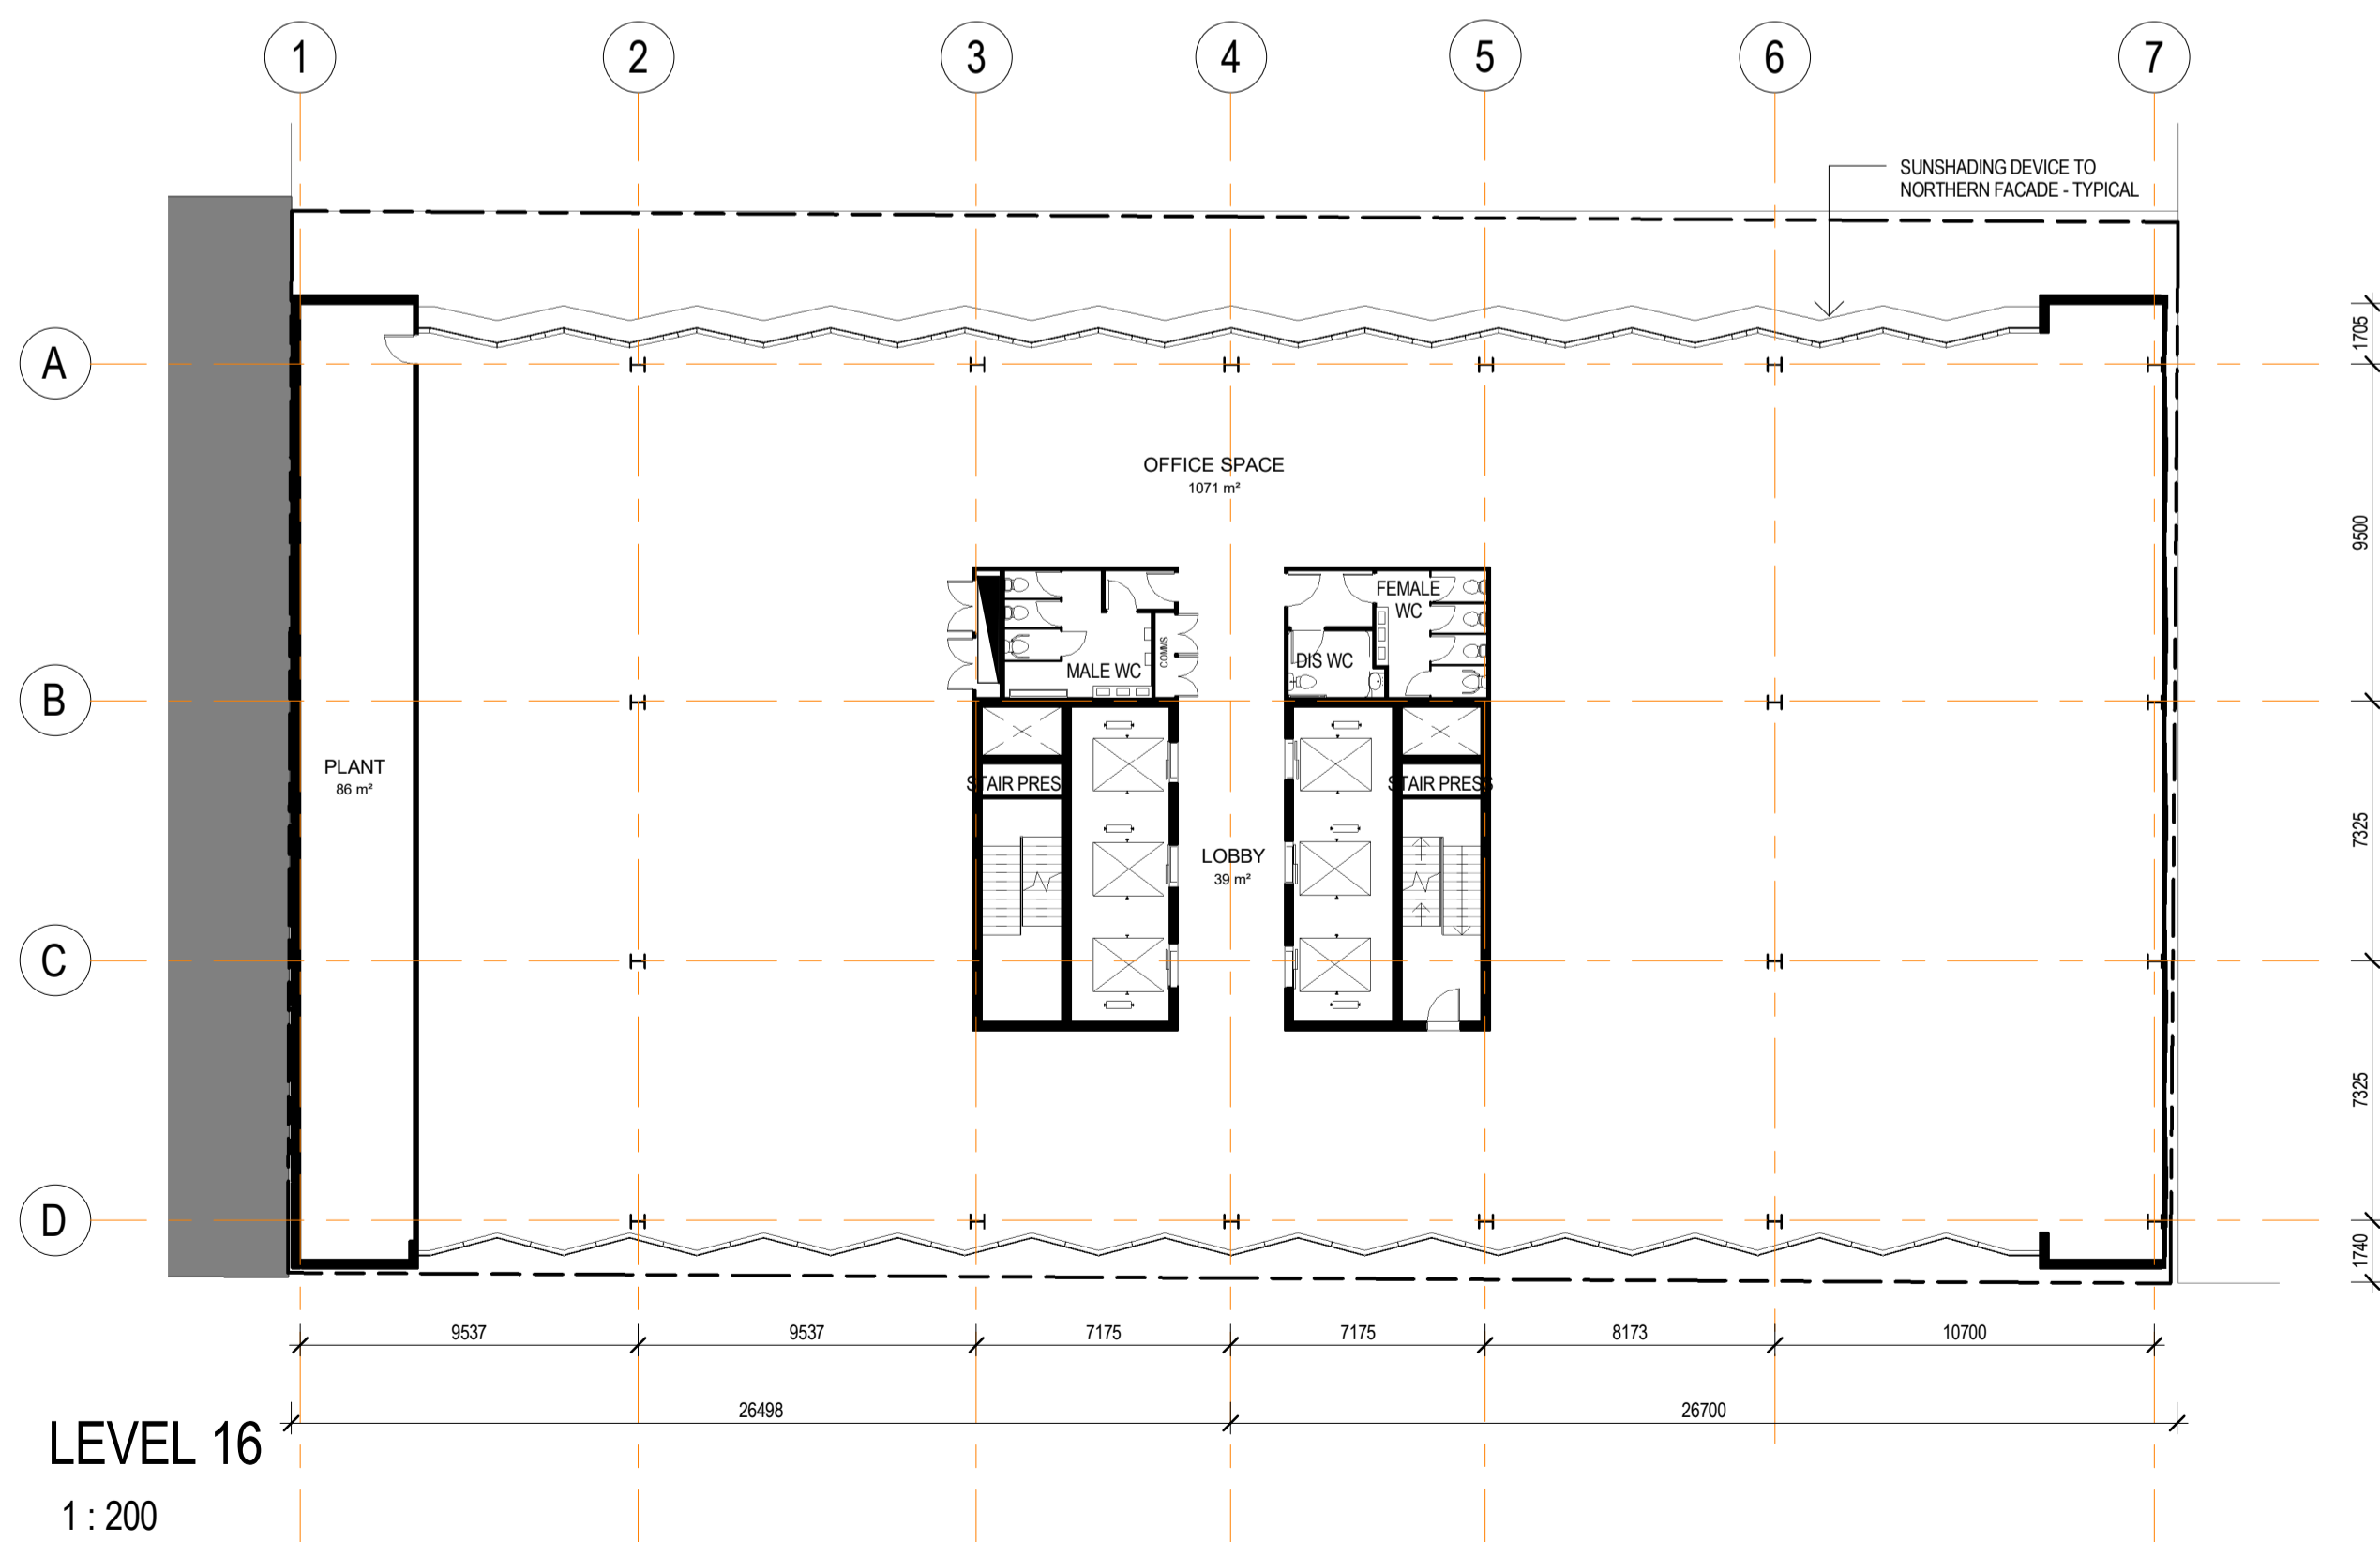 1
2
3
4
5
6
7
SUNSHADING DEVICE TO
NORTHERN FACADE - TYPICAL
A
1705
OFFICE SPACE
1071 m²
9500
FEMALE
WC
COMMS
DIS WC
MALE WC
B
PLANT
86 m²
STAIR PRESS
STAIR PRESS
7325
LOBBY
39 m²
C
7325
D
1740
9537
9537
7175
7175
8173
10700
26498
26700
LEVEL 16
1 : 200